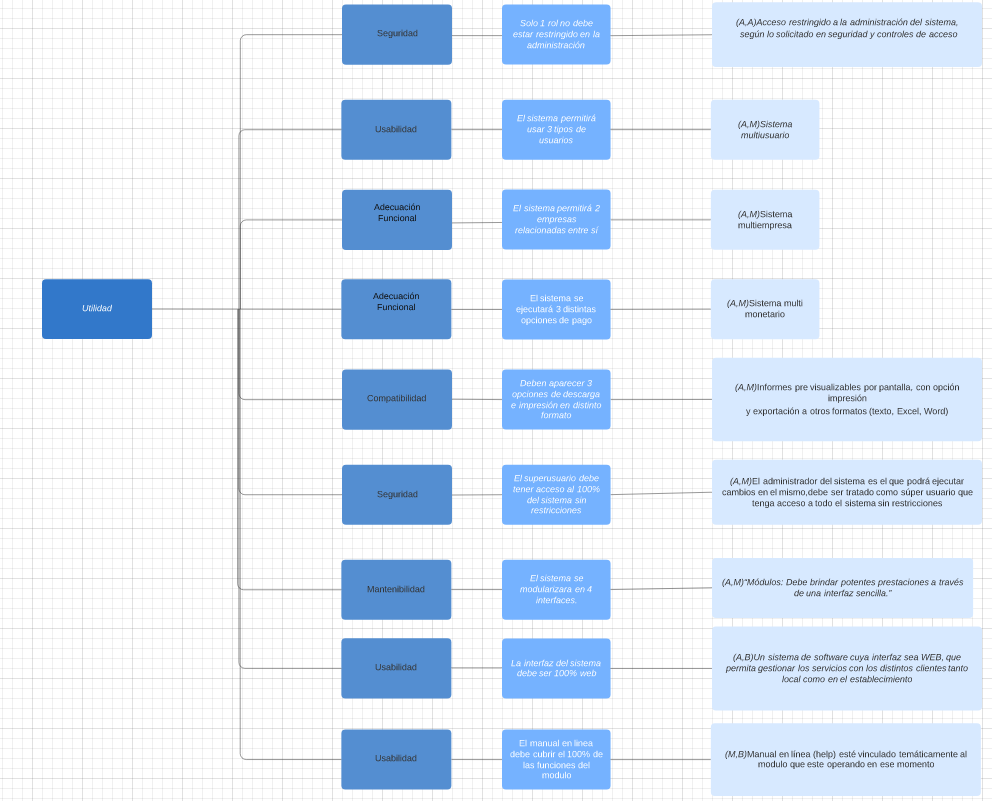 Seguridad
Solo 1 rol no debe
estar restringido en la
administración
(A,A)Acceso restringido a la administración del sistema,
según lo solicitado en seguridad y controles de acceso
Usabilidad
El sistema permitirá
usar 3 tipos de
usuarios
(A,M)Sistema
multiusuario
Adecuación
Funcional
El sistema permitirá 2
empresas
relacionadas entre sí
(A,M)Sistema
multiempresa
Utilidad
Adecuación
Funcional
El sistema se
ejecutará 3 distintas
opciones de pago
(A,M)Sistema multi
monetario
Compatibilidad
Deben aparecer 3
opciones de descarga
e impresión en distinto
formato
(A,M)Informes pre visualizables por pantalla, con opción
impresión
y exportación a otros formatos (texto, Excel, Word)
Seguridad
El superusuario debe
tener acceso al 100%
del sistema sin
restricciones
(A,M)El administrador del sistema es el que podrá ejecutar
cambios en el mismo,debe ser tratado como súper usuario que
tenga acceso a todo el sistema sin restricciones
Mantenibilidad
El sistema se
modularizara en 4
interfaces.
(A,M)“Módulos: Debe brindar potentes prestaciones a través
de una interfaz sencilla.”
Usabilidad
La interfaz del sistema
debe ser 100% web
(A,B)Un sistema de software cuya interfaz sea WEB, que
permita gestionar los servicios con los distintos clientes tanto
local como en el establecimiento
Usabilidad
El manual en linea
debe cubrir el 100% de
las funciones del
modulo
(M,B)Manual en línea (help) esté vinculado temáticamente al
modulo que este operando en ese momento